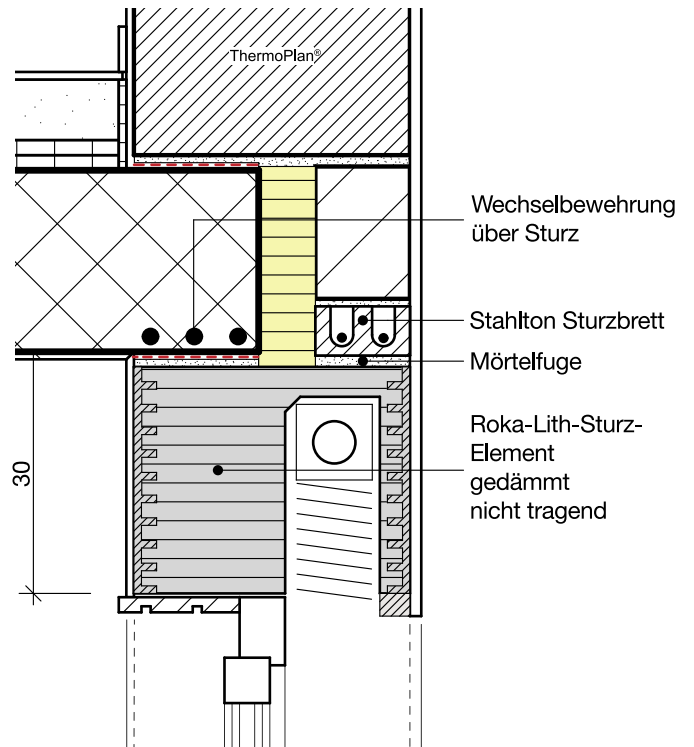 ThermoPlan®
Wechselbewehrung
über Sturz
Stahlton Sturzbrett
Mörtelfuge
Roka-Lith-Sturz-
Element
gedämmt
nicht tragend
30